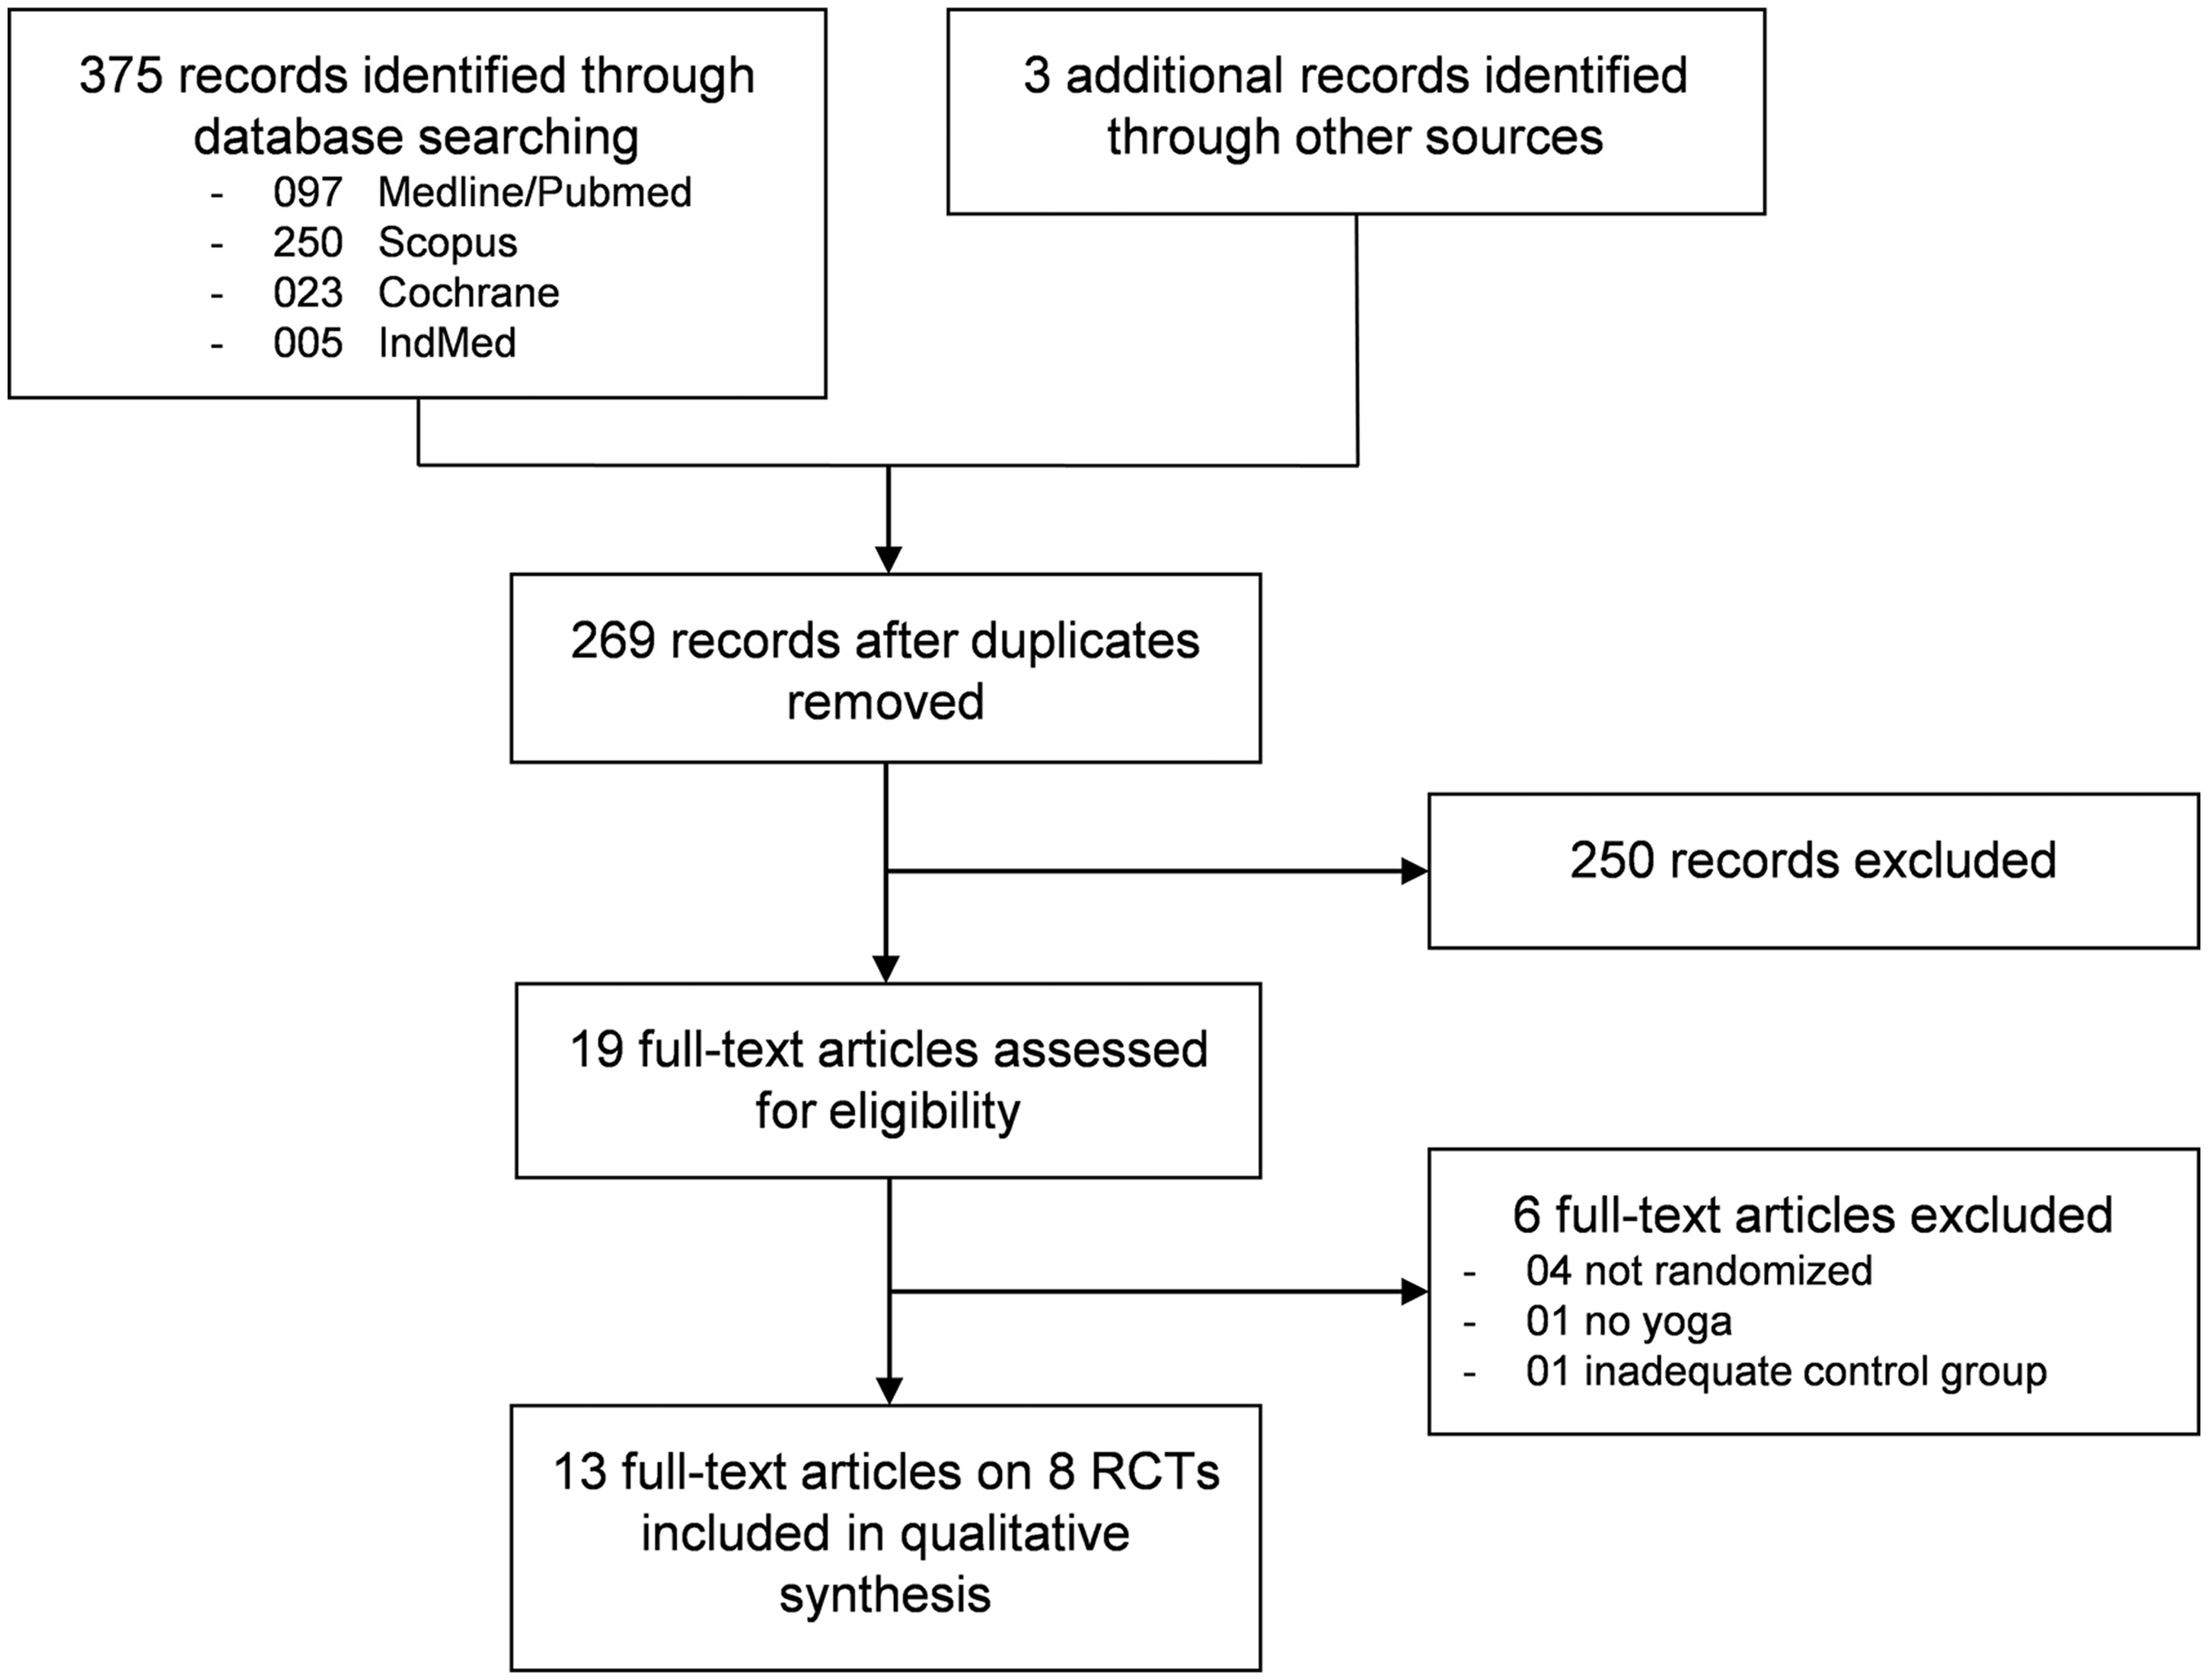 375 records identified through
database searching
- 097 Medline/Pubmed
- 250 Scopus
- 023 Cochrane
- 005 IndMed
3 additional records identified
through other sources
269 records after duplicates
removed
250 records excluded
19 full-text articles assessed
for eligibility
6 full-text articles excluded
- 04 not randomized
- 01 no yoga
- 01 inadequate control group
13 full-text articles on 8 RCTs
included in qualitative
synthesis